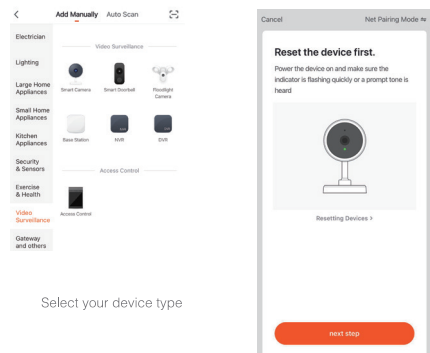 Add Manually Auto Scan
Electrician
Lighting
Large Home
Appliances
Small Home
Appliances
Kitchen
Appliances
Security
& Sensors
Exercise
& Health
Video
Surveillance
Gateway
and others
Video Surveillance
Smart Camera Smart Doorbell Floodlight
Camera
Base Station NVR DVR
Access Control
Access Control
Select your device type
Cancel Net Pairing Mode
Reset the device first.
Power the device on and make sure the
indicator is flashing quickly or a prompt tone is
heard
Resetting Devices >
next step